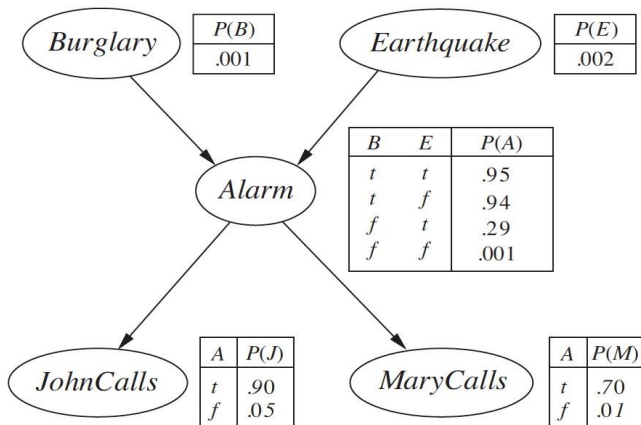 Burglary
P(B)
.001
Earthquake
P(E)
.002
Alarm
B E P(A)
t t .95
t f .94
f t .29
f f .001
JohnCalls
A P(J)
t .90
f .05
MaryCalls
A P(M)
t .70
f .01